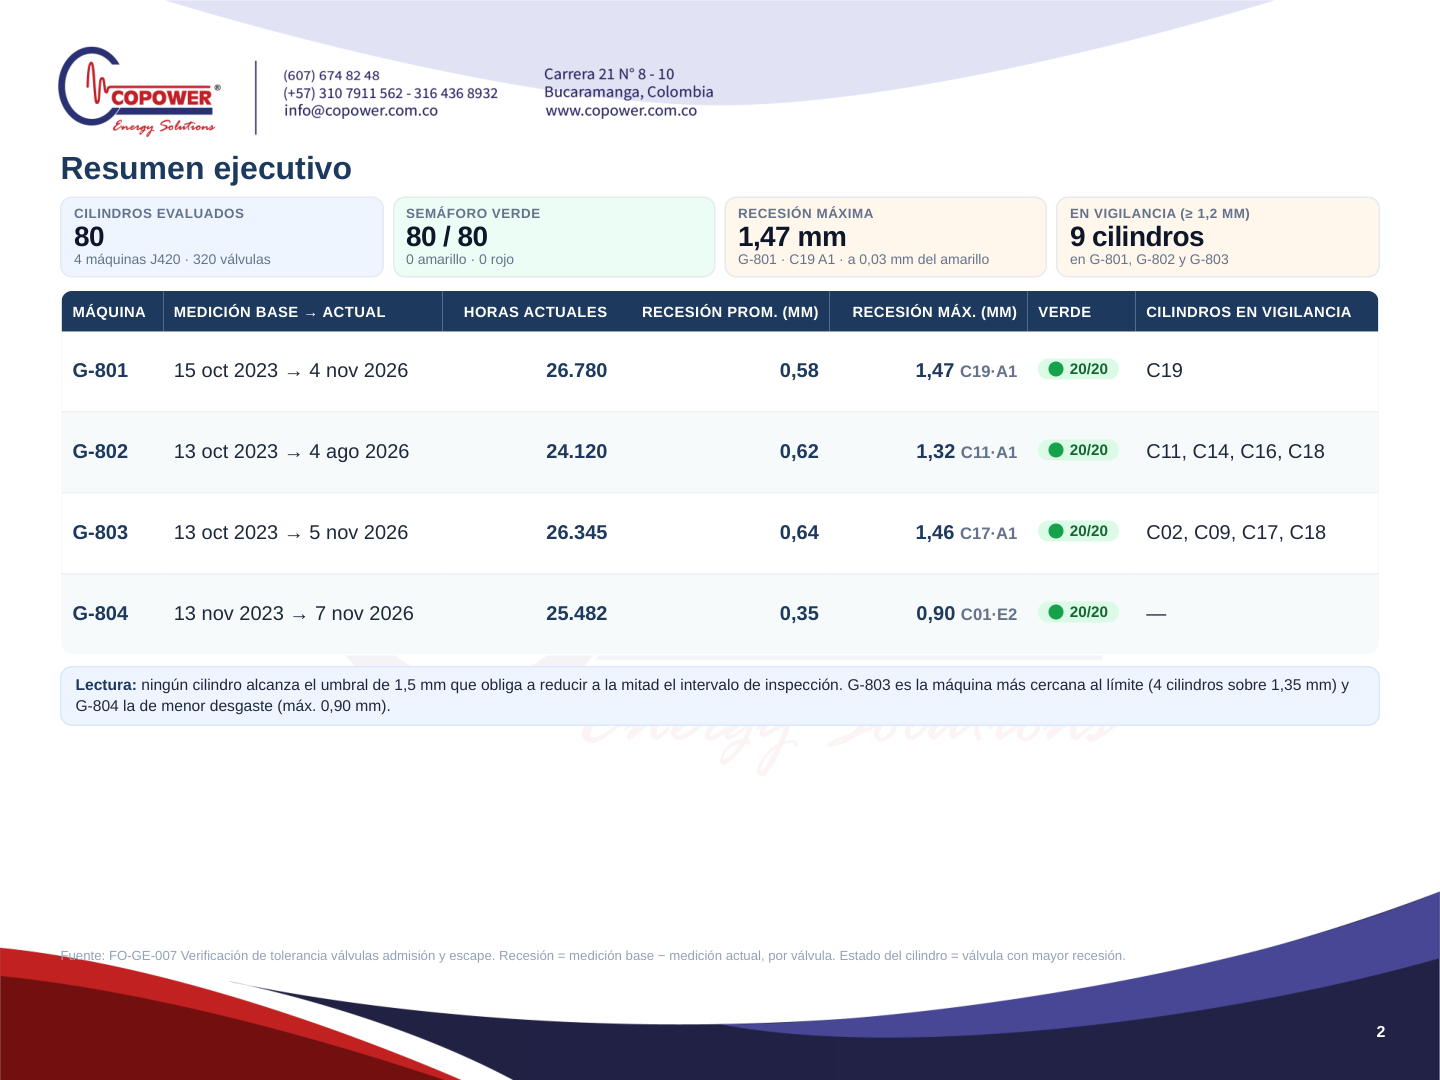 COPOWER®
Energy Solutions
(607) 674 82 48
(+57) 310 7911 562 - 316 436 8932
info@copower.com.co
Carrera 21 N° 8 - 10
Bucaramanga, Colombia
www.copower.com.co
Resumen ejecutivo
CILINDROS EVALUADOS
80
4 máquinas J420 · 320 válvulas
SEMÁFORO VERDE
80 / 80
0 amarillo · 0 rojo
RECESIÓN MÁXIMA
1,47 mm
G-801 · C19 A1 · a 0,03 mm del amarillo
EN VIGILANCIA (≥ 1,2 MM)
9 cilindros
en G-801, G-802 y G-803
MÁQUINA MEDICIÓN BASE → ACTUAL HORAS ACTUALES RECESIÓN PROM. (MM) RECESIÓN MÁX. (MM) VERDE CILINDROS EN VIGILANCIA
G-801 15 oct 2023 → 4 nov 2026 26.780 0,58 1,47 C19·A1 20/20 C19
G-802 13 oct 2023 → 4 ago 2026 24.120 0,62 1,32 C11·A1 20/20 C11, C14, C16, C18
G-803 13 oct 2023 → 5 nov 2026 26.345 0,64 1,46 C17·A1 20/20 C02, C09, C17, C18
G-804 13 nov 2023 → 7 nov 2026 25.482 0,35 0,90 C01·E2 20/20 —
Lectura: ningún cilindro alcanza el umbral de 1,5 mm que obliga a reducir a la mitad el intervalo de inspección. G-803 es la máquina más cercana al límite (4 cilindros sobre 1,35 mm) y
G-804 la de menor desgaste (máx. 0,90 mm).
Energy Solutions
Fuente: FO-GE-007 Verificación de tolerancia válvulas admisión y escape. Recesión = medición base − medición actual, por válvula. Estado del cilindro = válvula con mayor recesión.
2